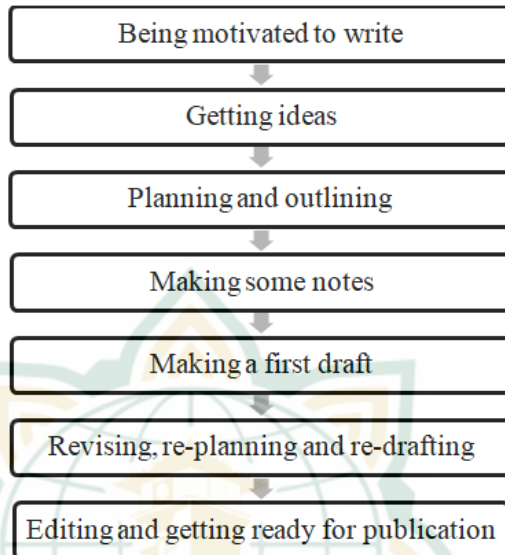 Being motivated to write
Getting ideas
Planning and outlining
Making some notes
Making a first draft
Revising, re-planning and re-drafting
Editing and getting ready for publication